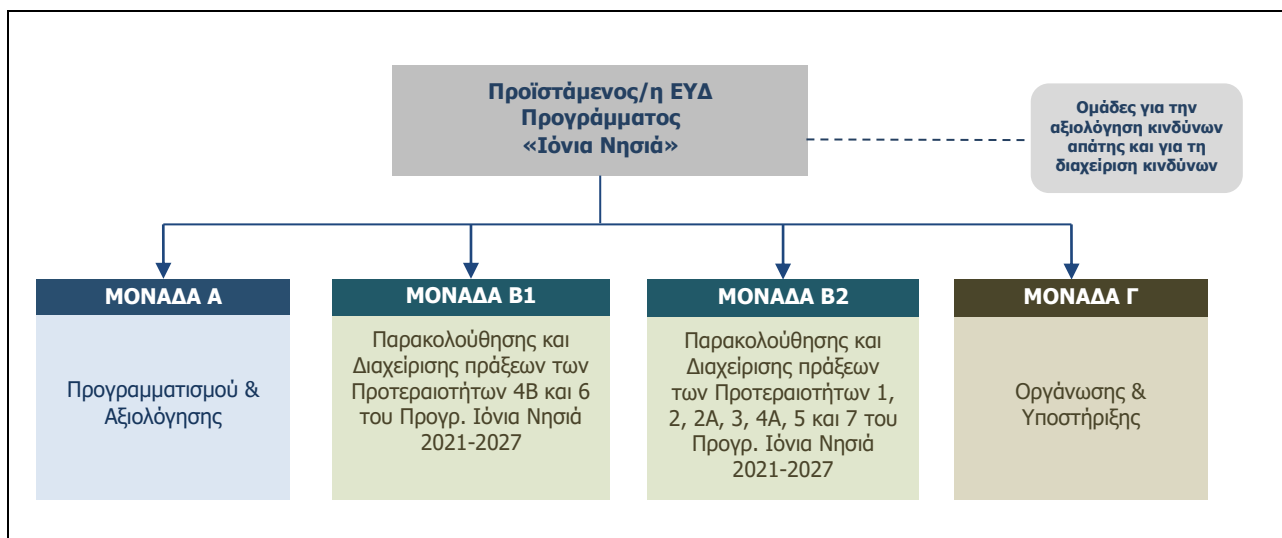 Προϊστάμενος/η ΕΥΔ
Προγράμματος
«Ιόνια Νησιά»
Ομάδες για την
αξιολόγηση κινδύνων
απάτης και για τη
διαχείριση κινδύνων
ΜΟΝΑΔΑ Α
Προγραμματισμού &
Αξιολόγησης
ΜΟΝΑΔΑ Β1
Παρακολούθησης και
Διαχείρισης πράξεων των
Προτεραιοτήτων 4Β και 6
του Προγρ. Ιόνια Νησιά
2021-2027
ΜΟΝΑΔΑ Β2
Παρακολούθησης και
Διαχείρισης πράξεων
των Προτεραιοτήτων 1,
2, 2Α, 3, 4Α, 5 και 7 του
Προγρ. Ιόνια Νησιά
2021-2027
ΜΟΝΑΔΑ Γ
Οργάνωσης &
Υποστήριξης